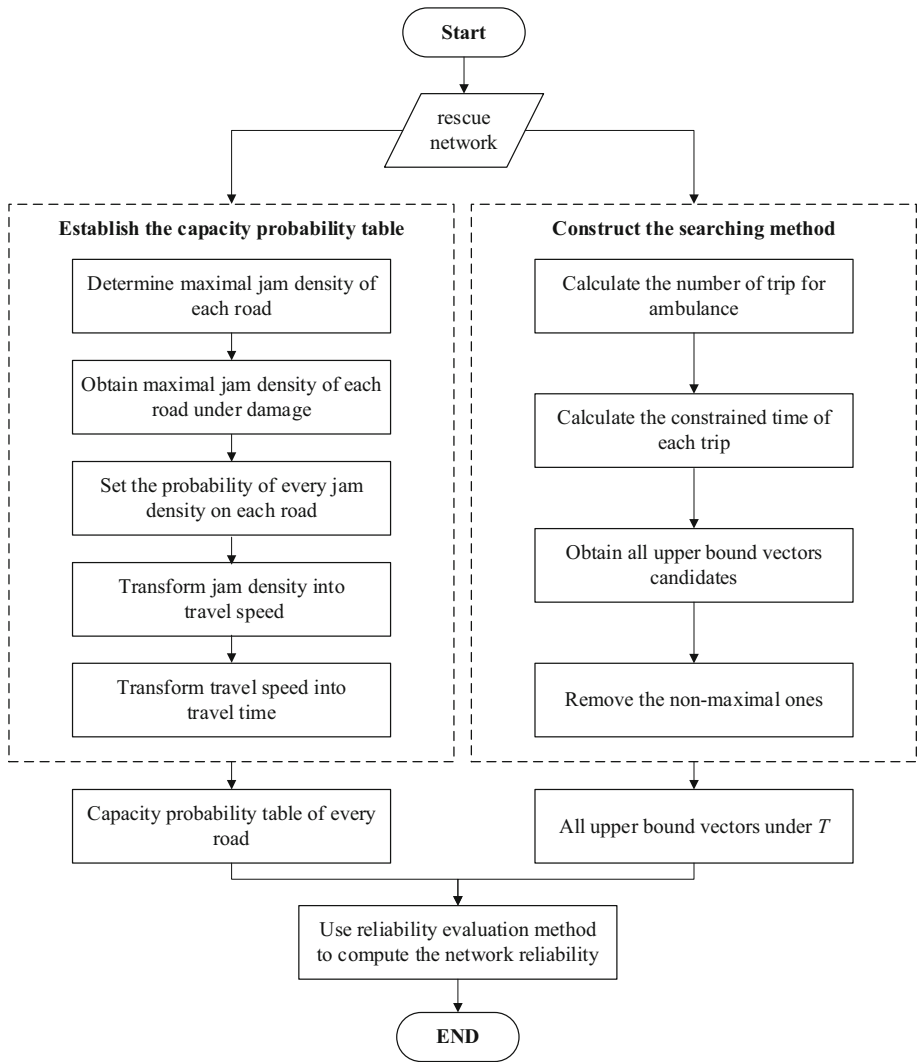 Start
rescue
network
Establish the capacity probability table
Determine maximal jam density of
each road
Obtain maximal jam density of each
road under damage
Set the probability of every jam
density on each road
Transform jam density into
travel speed
Transform travel speed into
travel time
Capacity probability table of every
road
Construct the searching method
Calculate the number of trip for
ambulance
Calculate the constrained time of
each trip
Obtain all upper bound vectors
candidates
Remove the non-maximal ones
All upper bound vectors under T
Use reliability evaluation method
to compute the network reliability
END